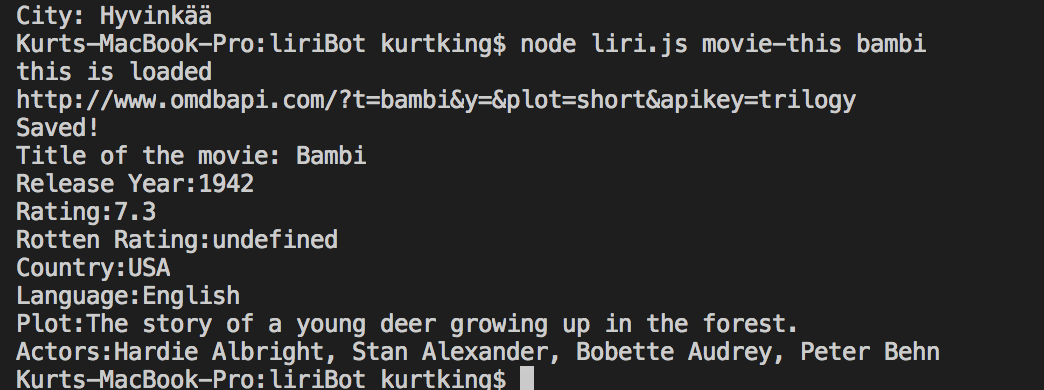 City: Hyvinkää
Kurts-MacBook-Pro:liriBot kurtking$ node liri.js movie-this bambi
this is loaded
http://www.omdbapi.com/?t=bambi&y=&plot=short&apikey=trilogy
Saved!
Title of the movie: Bambi
Release Year:1942
Rating:7.3
Rotten Rating:undefined
Country:USA
Language:English
Plot:The story of a young deer growing up in the forest.
Actors:Hardie Albright, Stan Alexander, Bobette Audrey, Peter Behn
Kurts-MacBook-Pro:liriBot kurtking$